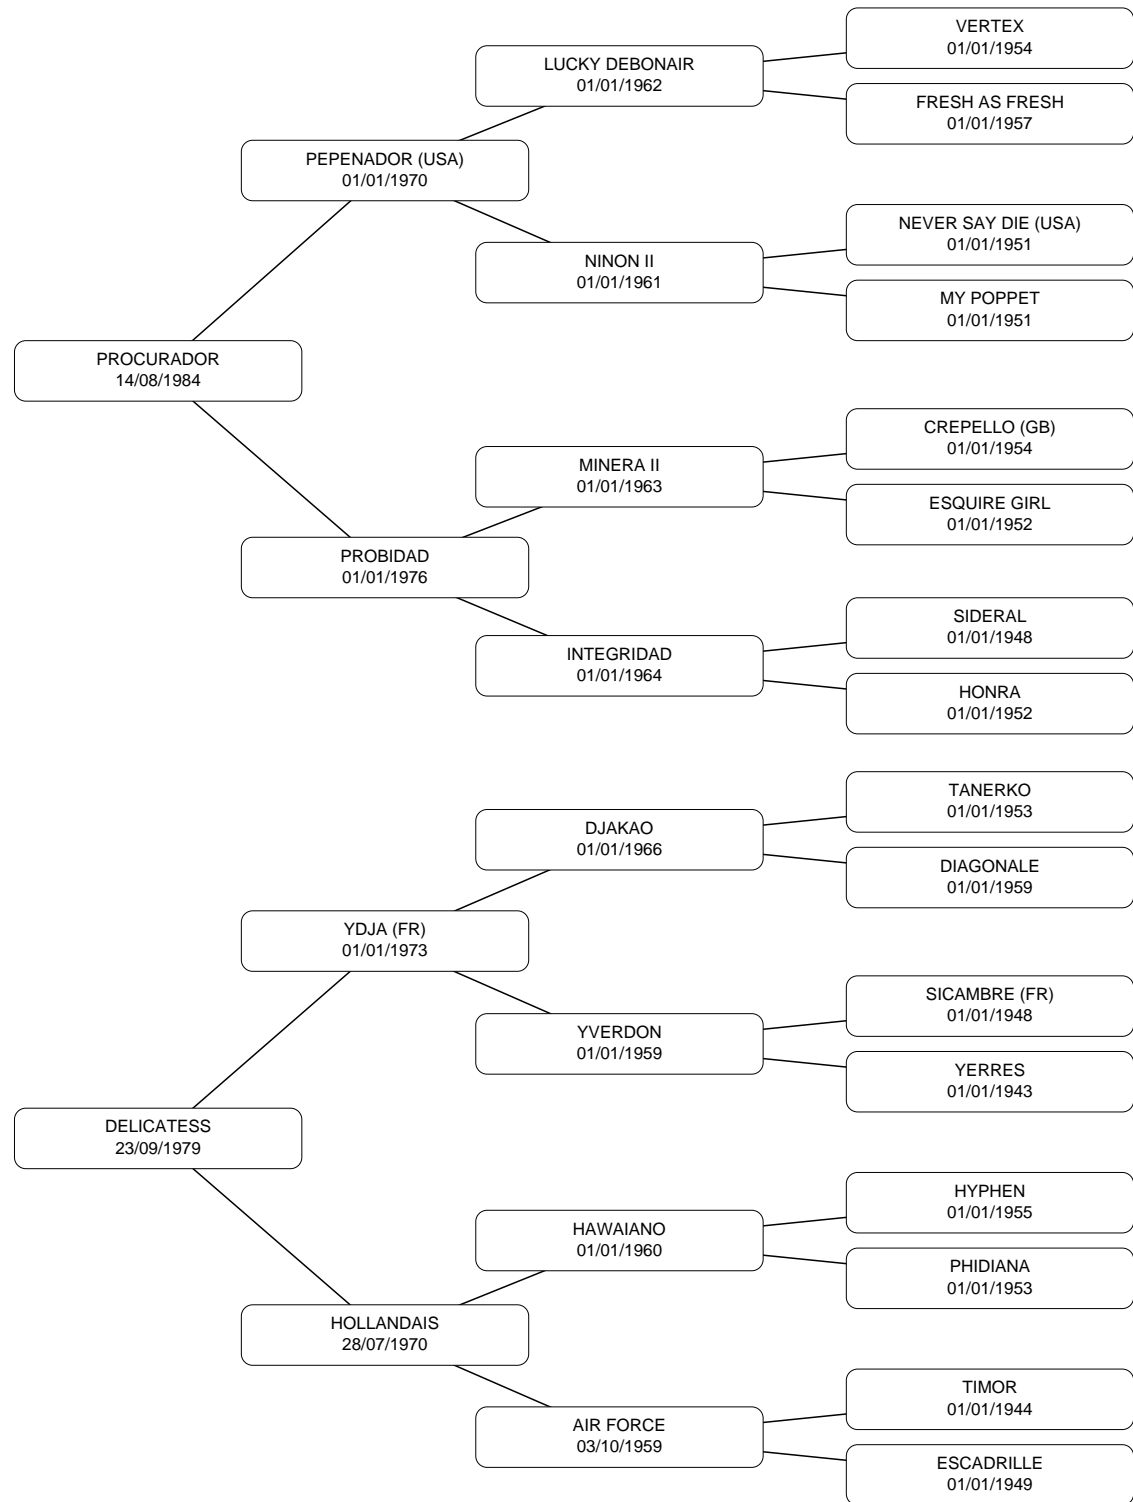 VERTEX
01/01/1954
LUCKY DEBONAIR
01/01/1962
FRESH AS FRESH
01/01/1957
PEPENADOR (USA)
01/01/1970
NEVER SAY DIE (USA)
01/01/1951
NINON II
01/01/1961
MY POPPET
01/01/1951
PROCURADOR
14/08/1984
CREPELLO (GB)
01/01/1954
MINERA II
01/01/1963
ESQUIRE GIRL
01/01/1952
PROBIDAD
01/01/1976
SIDERAL
01/01/1948
INTEGRIDAD
01/01/1964
HONRA
01/01/1952
TANERKO
01/01/1953
DJAKAO
01/01/1966
DIAGONALE
01/01/1959
YDJA (FR)
01/01/1973
SICAMBRE (FR)
01/01/1948
YVERDON
01/01/1959
YERRES
01/01/1943
DELICATESS
23/09/1979
HYPHEN
01/01/1955
HAWAIANO
01/01/1960
PHIDIANA
01/01/1953
HOLLANDAIS
28/07/1970
TIMOR
01/01/1944
AIR FORCE
03/10/1959
ESCADRILLE
01/01/1949